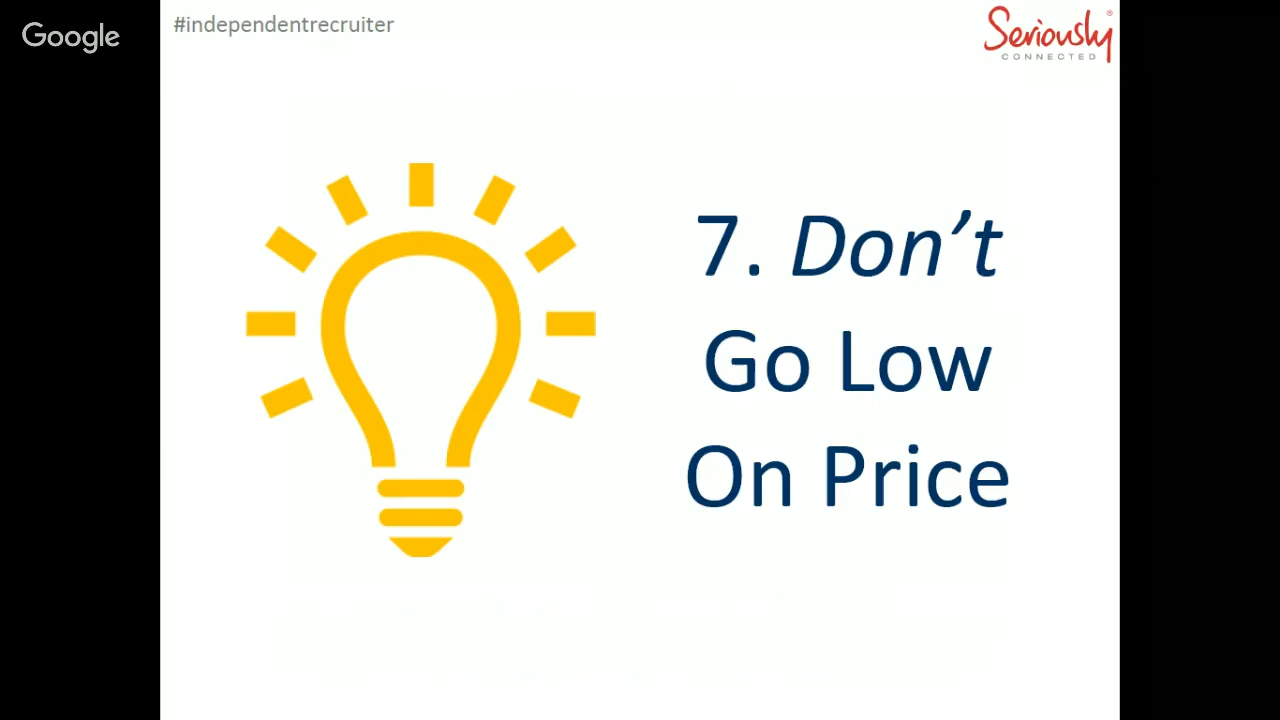 Google
#independentrecruiter
Seriously®
CONNECTED
7. Don't
Go Low
On Price